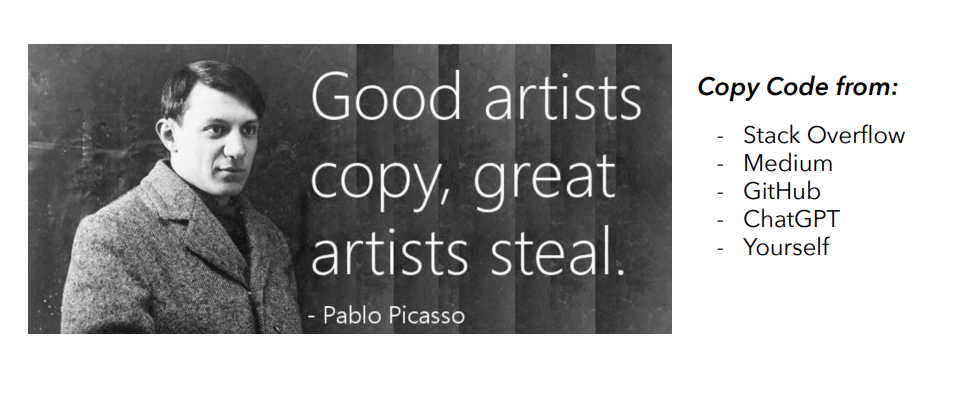 Good artists
copy, great
artists steal.
- Pablo Picasso
Copy Code from:
- Stack Overflow
- Medium
- GitHub
- ChatGPT
- Yourself